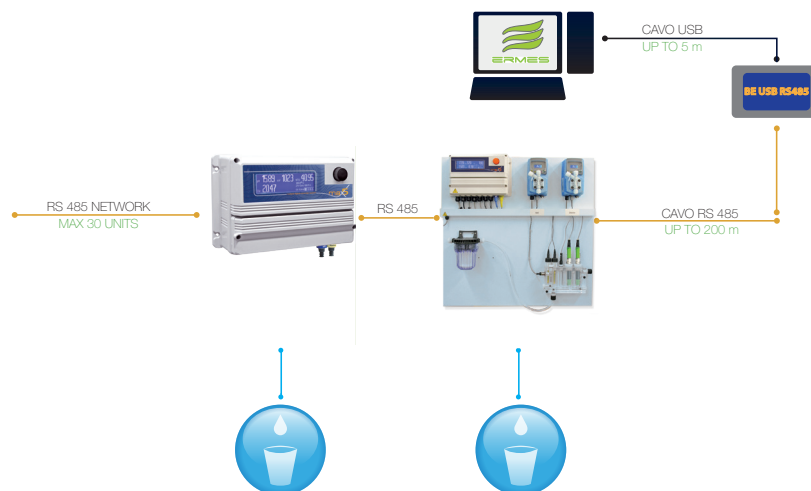 CAVO USB
UP TO 5 m
ERMES
BE USB RS485
RS 485 NETWORK
MAX 30 UNITS
RS 485
CAVO RS 485
UP TO 200 m